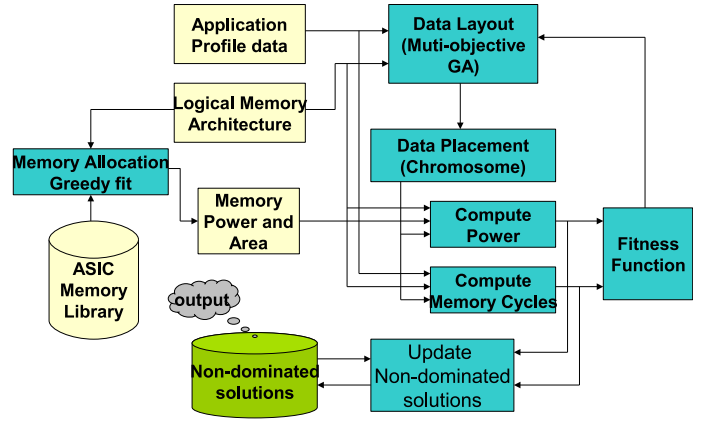 Application
Profile data
Data Layout
(Muti-objective
GA)
Logical Memory
Architecture
Data Placement
(Chromosome)
Memory Allocation
Greedy fit
Memory
Power and
Area
Compute
Power
Fitness
Function
ASIC
Memory
Library
Compute
Memory Cycles
output
Non-dominated
solutions
Update
Non-dominated
solutions